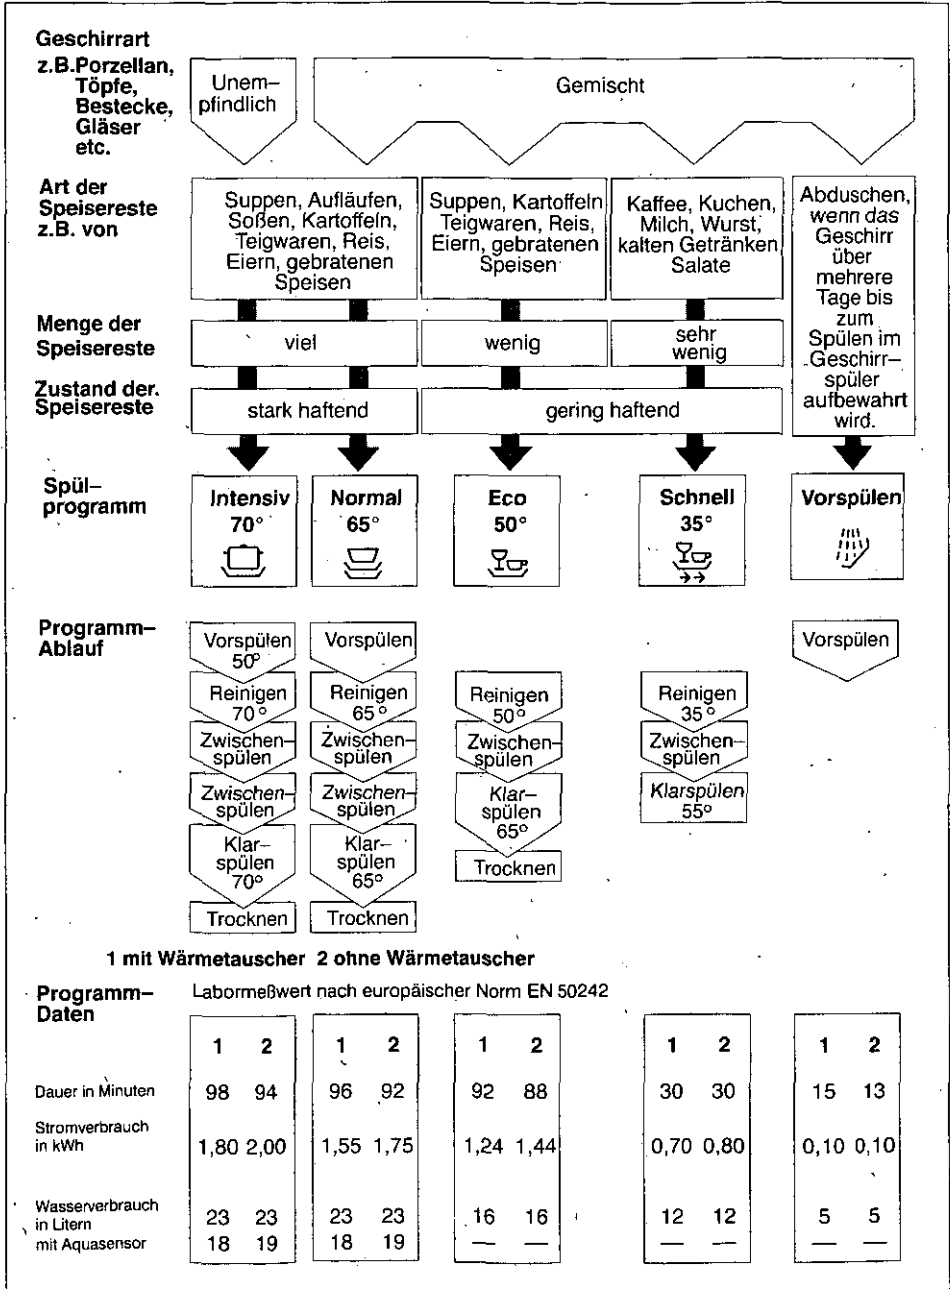 Geschirrart
z.B.Porzellan,
Töpfe,
Bestecke,
Gläser
etc.
Unem–
pfindlich
Gemischt
Art der
Speisereste
z.B. von
Suppen, Aufläufen,
Soßen, Kartoffeln,
Teigwaren, Reis,
Eiern, gebratenen
Speisen
Suppen, Kartoffeln
Teigwaren, Reis,
Eiern, gebratenen
Speisen
Kaffee, Kuchen,
Milch, Wurst,
kalten Getränken
Salate
Abduschen,
wenn das
Geschirr
über
mehrere
Tage bis
zum
Spülen im
Geschirr–
spüler
aufbewahrt
wird.
Menge der
Speisereste
viel
wenig
sehr
wenig
Zustand der.
Speisereste
stark haftend
gering haftend
Spül–
programm
Intensiv
70°
Normal
65°
Eco
50°
Schnell
35°
Vorspülen
Programm–
Ablauf
Vorspülen
50°
Reinigen
70°
Zwischen–
spülen
Zwischen–
spülen
Klar–
spülen
70°
Trocknen
Vorspülen
Reinigen
65°
Zwischen–
spülen
Zwischen–
spülen
Klar–
spülen
65°
Trocknen
Reinigen
50°
Zwischen–
spülen
Klar–
spülen
65°
Trocknen
Reinigen
35°
Zwischen–
spülen
Klarspülen
55°
Vorspülen
1 mit Wärmetauscher 2 ohne Wärmetauscher
Programm–
Daten
Labormeßwert nach europäischer Norm EN 50242
1 2 1 2 1 2 1 2 1 2
Dauer in Minuten 98 94 96 92 92 88 30 30 15 13
Stromverbrauch
in kWh 1,80 2,00 1,55 1,75 1,24 1,44 0,70 0,80 0,10 0,10
Wasserverbrauch
in Litern 23 23 23 23 16 16 12 12 5 5
mit Aquasensor 18 19 18 19 — — — — — —